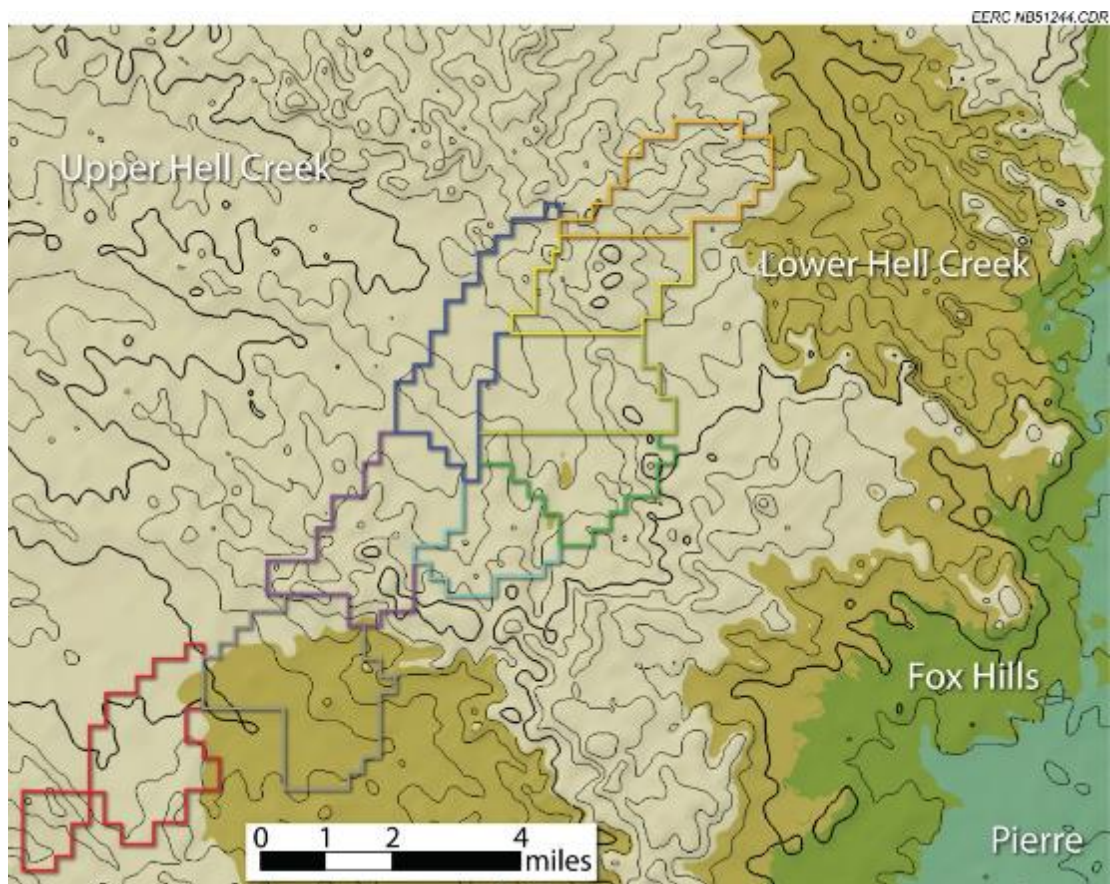 EERC NB51244.CDR
Upper Hell Creek
Lower Hell Creek
Fox Hills
Pierre
0 1 2 4
miles